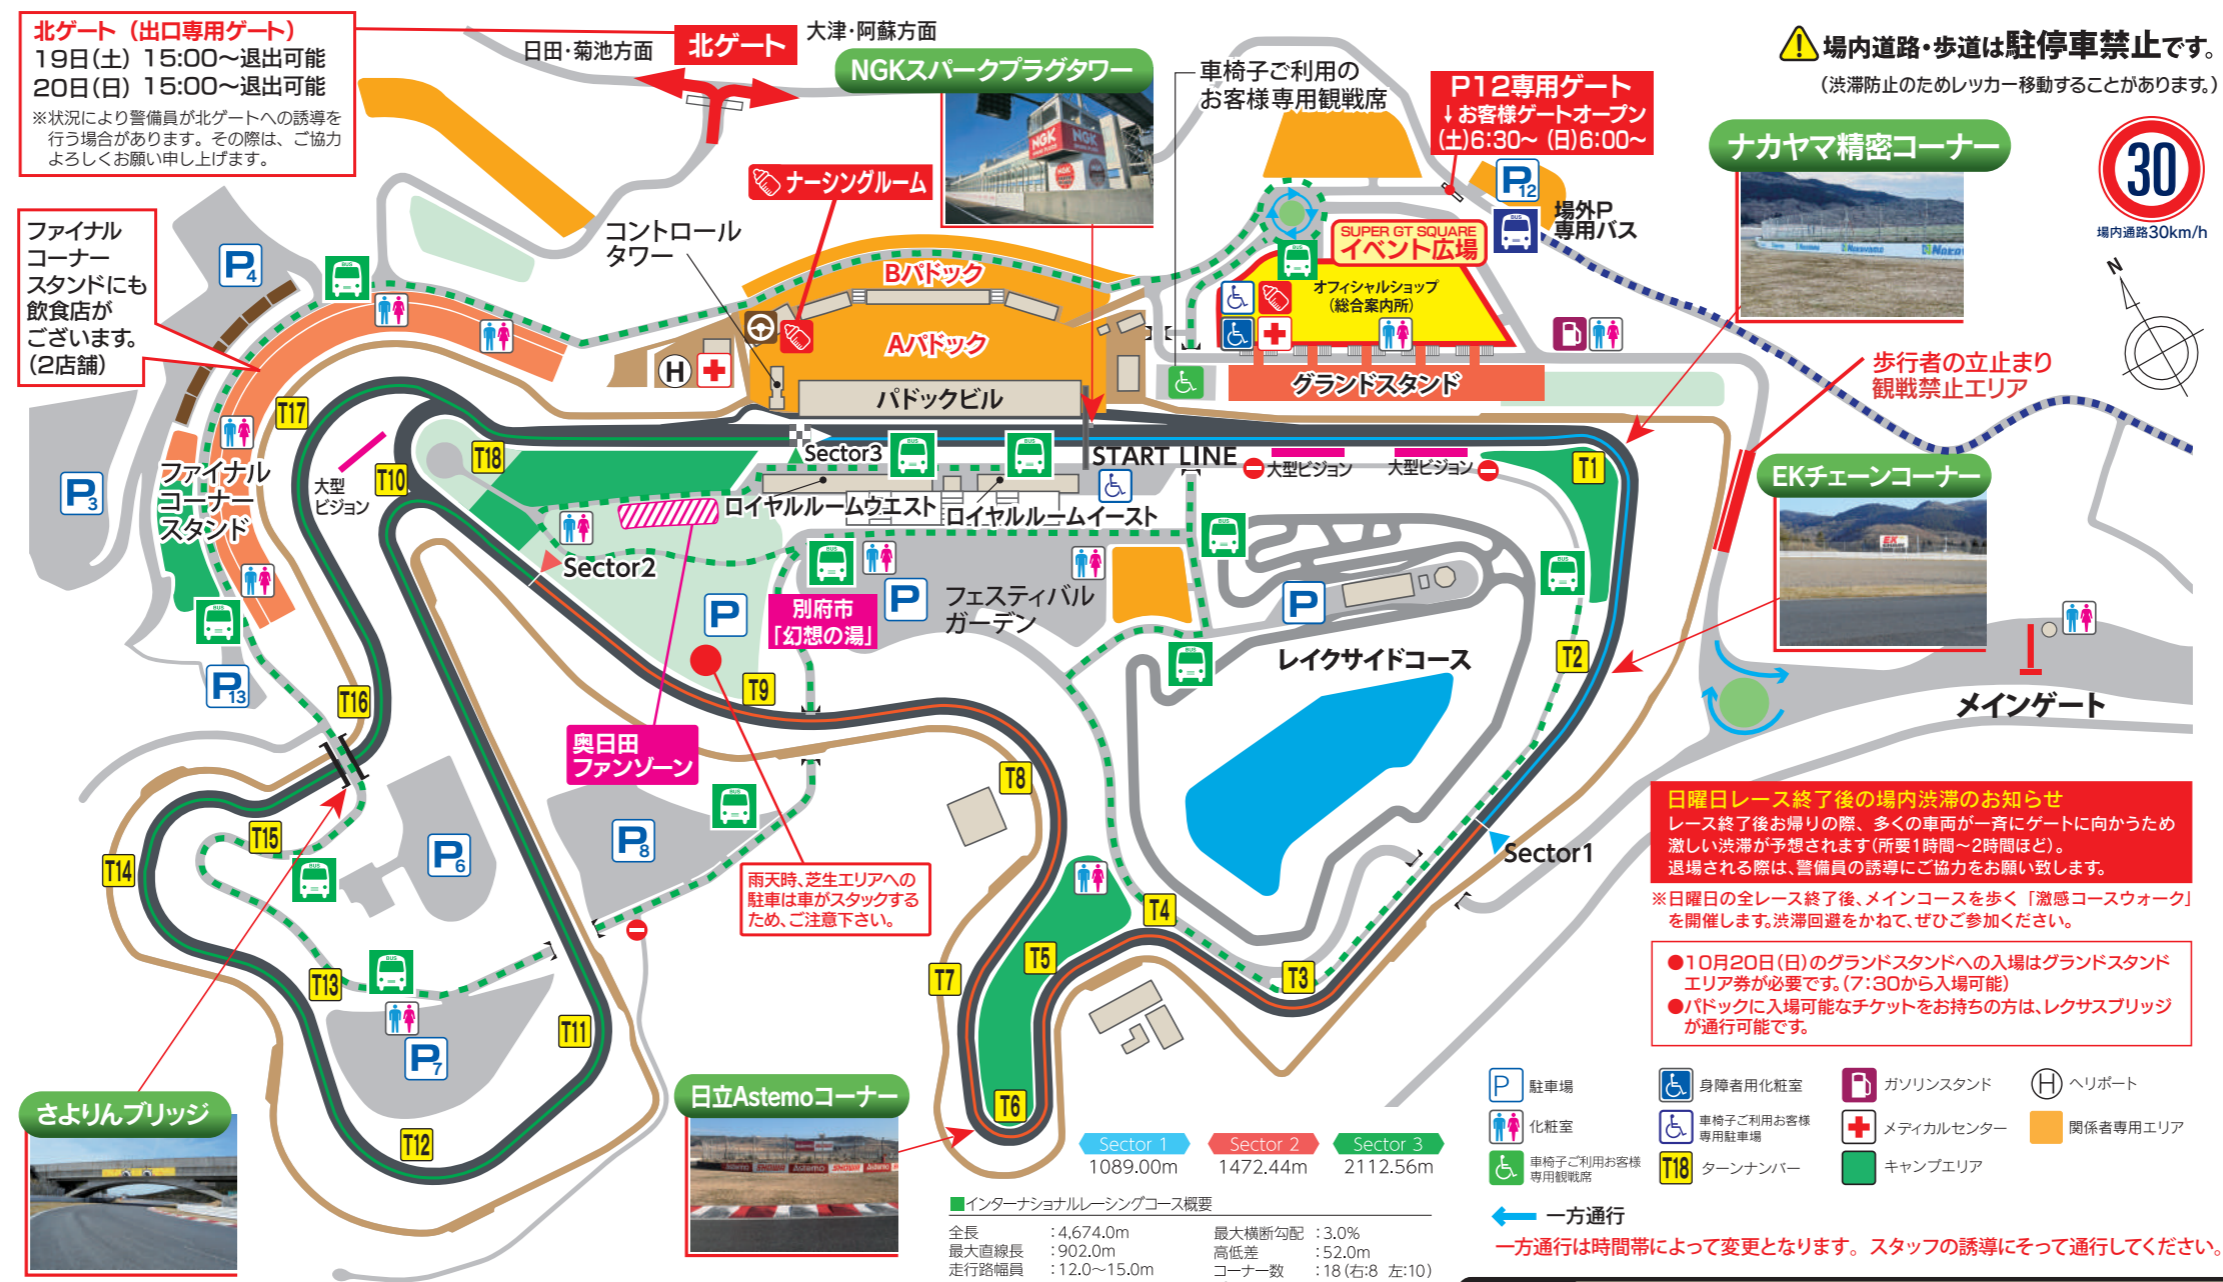 北ゲート（出口専用ゲート）
19日(土) 15:00〜退出可能
20日(日) 15:00〜退出可能
※状況により警備員が北ゲートへの誘導を
行う場合があります。その際は、ご協力
よろしくお願い申し上げます。
日田・菊池方面
北ゲート
大津・阿蘇方面
NGKスパークプラグタワー
NGK
NGK
車椅子ご利用の
お客様専用観戦席
P12専用ゲート
↓お客様ゲートオープン
(土)6:30〜 (日)6:00〜
場内道路・歩道は駐停車禁止です。
(渋滞防止のためレッカー移動することがあります。)
ナカヤマ精密コーナー
30
場内通路30km/h
N
ファイナル
コーナー
スタンドにも
飲食店が
ございます。
(2店舗)
P4
BUS
コントロール
タワー
ナーシングルーム
Bパドック
Aパドック
パドックビル
H
SUPER GT SQUARE
イベント広場
オフィシャルショップ
(総合案内所)
グランドスタンド
P12
BUS
場外P
専用バス
歩行者の立止まり
観戦禁止エリア
EKチェーンコーナー
EK
T17
T18
T10
大型
ビジョン
P3
ファイナル
コーナー
スタンド
Sector3
BUS
BUS
START LINE
大型ビジョン
大型ビジョン
T1
ロイヤルルームウエスト
ロイヤルルームイースト
Sector2
BUS
P
別府市
「幻想の湯」
P
フェスティバル
ガーデン
BUS
P
BUS
T2
レイクサイドコース
BUS
メインゲート
BUS
P13
T16
T9
奥日田
ファンゾーン
T8
BUS
P8
T15
T14
BUS
P6
雨天時、芝生エリアへの
駐車は車がスタックする
ため、ご注意下さい。
Sector1
T4
T5
T3
T7
T13
BUS
T11
P7
T12
T6
日曜日レース終了後の場内渋滞のお知らせ
レース終了後お帰りの際、多くの車両が一斉にゲートに向かうため
激しい渋滞が予想されます(所要1時間〜2時間ほど)。
退場される際は、警備員の誘導にご協力をお願い致します。
※日曜日の全レース終了後、メインコースを歩く「激感コースウォーク」
を開催します。渋滞回避をかねて、ぜひご参加ください。
●10月20日(日)のグランドスタンドへの入場はグランドスタンド
エリア券が必要です。(7:30から入場可能)
●パドックに入場可能なチケットをお持ちの方は、レクサスブリッジ
が通行可能です。
さよりんブリッジ
日立Astemoコーナー
Astemo
SHOWA
Astemo
SHOWA
Astemo
Sector 1
1089.00m
Sector 2
1472.44m
Sector 3
2112.56m
■インターナショナルレーシングコース概要
全長 :4,674.0m
最大直線長 :902.0m
走行路幅員 :12.0〜15.0m
最大横断勾配 :3.0%
高低差 :52.0m
コーナー数 :18(右:8 左:10)
P 駐車場
身障者用化粧室
ガソリンスタンド
H ヘリポート
化粧室
車椅子ご利用お客様
専用駐車場
メディカルセンター
関係者専用エリア
車椅子ご利用お客様
専用観戦席
T18 ターンナンバー
キャンプエリア
一方通行
一方通行は時間帯によって変更となります。スタッフの誘導にそって通行してください。